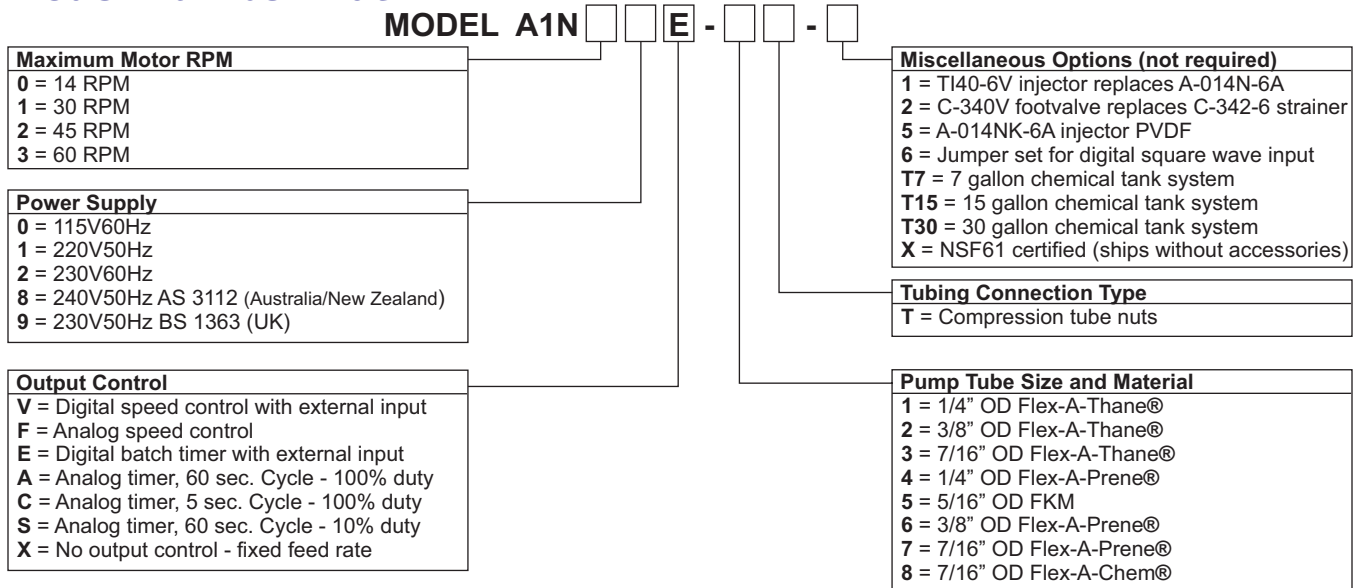 MODEL A1N E - -
Maximum Motor RPM
0 = 14 RPM
1 = 30 RPM
2 = 45 RPM
3 = 60 RPM
Power Supply
0 = 115V60Hz
1 = 220V50Hz
2 = 230V60Hz
8 = 240V50Hz AS 3112 (Australia/New Zealand)
9 = 230V50Hz BS 1363 (UK)
Output Control
V = Digital speed control with external input
F = Analog speed control
E = Digital batch timer with external input
A = Analog timer, 60 sec. Cycle - 100% duty
C = Analog timer, 5 sec. Cycle - 100% duty
S = Analog timer, 60 sec. Cycle - 10% duty
X = No output control - fixed feed rate
Miscellaneous Options (not required)
1 = TI40-6V injector replaces A-014N-6A
2 = C-340V footvalve replaces C-342-6 strainer
5 = A-014NK-6A injector PVDF
6 = Jumper set for digital square wave input
T7 = 7 gallon chemical tank system
T15 = 15 gallon chemical tank system
T30 = 30 gallon chemical tank system
X = NSF61 certified (ships without accessories)
Tubing Connection Type
T = Compression tube nuts
Pump Tube Size and Material
1 = 1/4” OD Flex-A-Thane®
2 = 3/8” OD Flex-A-Thane®
3 = 7/16” OD Flex-A-Thane®
4 = 1/4” OD Flex-A-Prene®
5 = 5/16” OD FKM
6 = 3/8” OD Flex-A-Prene®
7 = 7/16” OD Flex-A-Prene®
8 = 7/16” OD Flex-A-Chem®